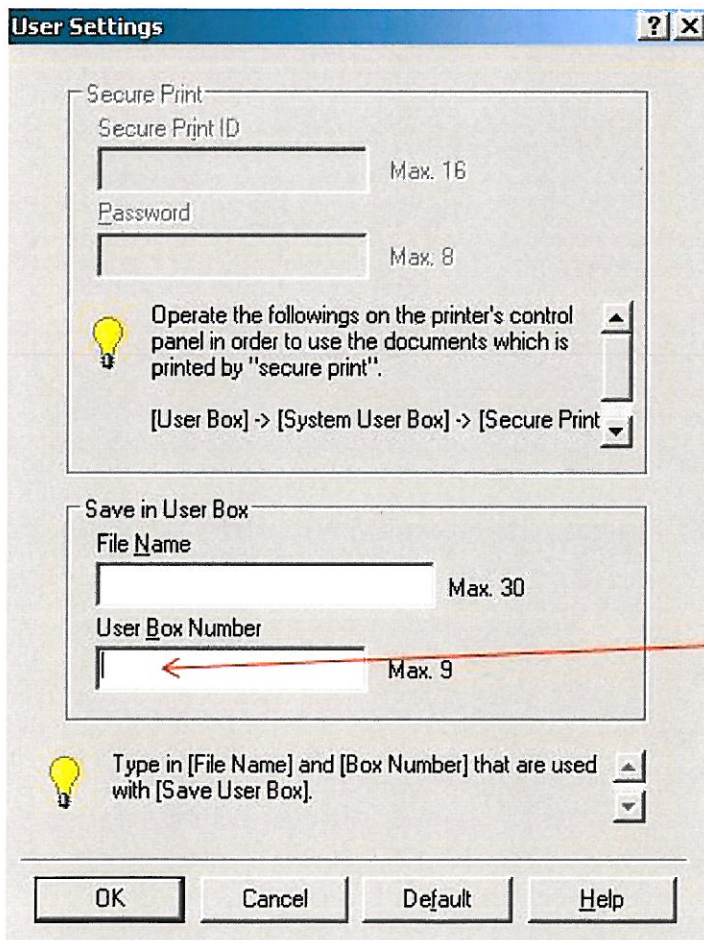 User Settings
Secure Print
Secure Print ID
Max. 16
Password
Max. 8
Operate the followings on the printer's control
panel in order to use the documents which is
printed by "secure print".
[User Box] -> [System User Box] -> [Secure Print
Save in User Box
File Name
Max. 30
User Box Number
Max. 9
Type in [File Name] and [Box Number] that are used
with [Save User Box].
OK
Cancel
Default
Help